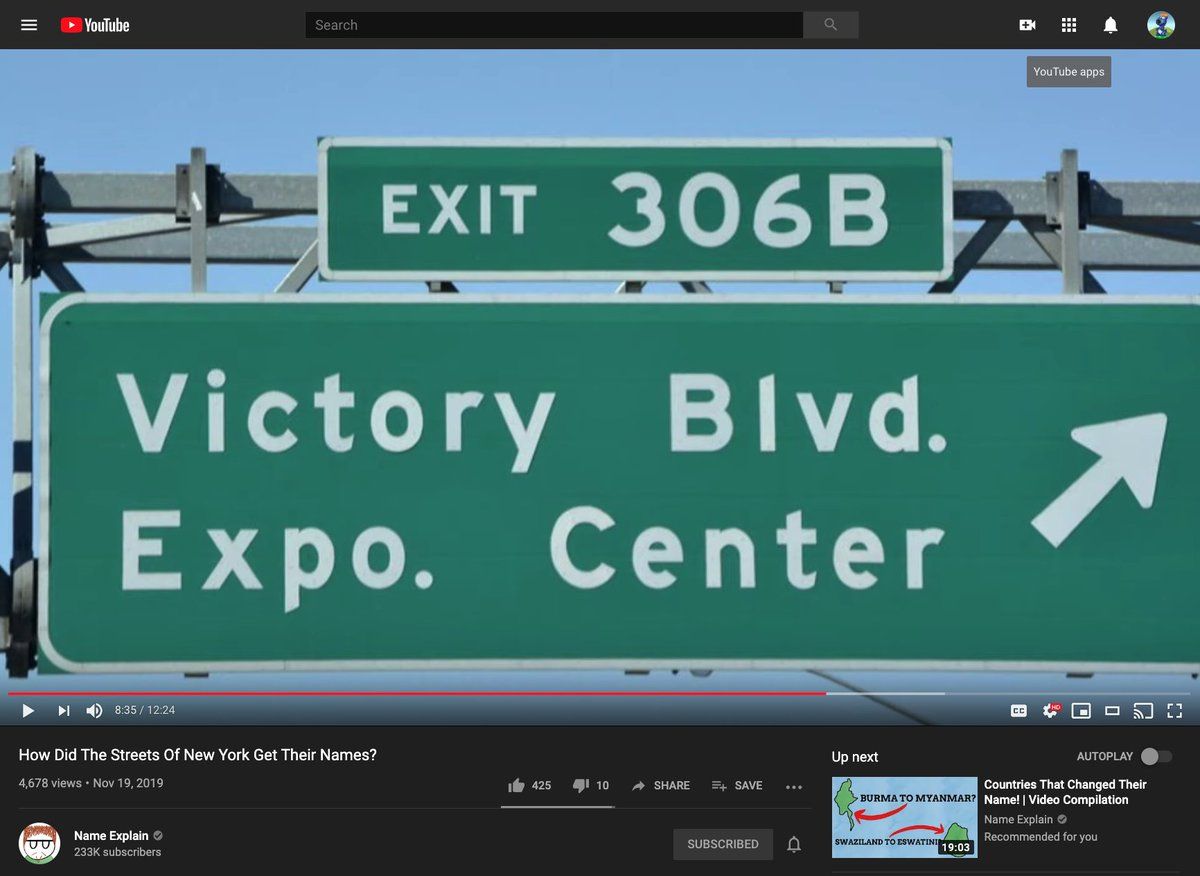 YouTube
Search
YouTube apps
EXIT 306B
Victory Blvd.
Expo. Center
8:35 / 12:24
CC
HD
How Did The Streets Of New York Get Their Names?
4,678 views • Nov 19, 2019
425
10
SHARE
SAVE
Name Explain
233K subscribers
SUBSCRIBED
Up next
AUTOPLAY
BURMA TO MYANMAR?
SWAZILAND TO ESWATINI
19:03
Countries That Changed Their
Name! | Video Compilation
Name Explain
Recommended for you